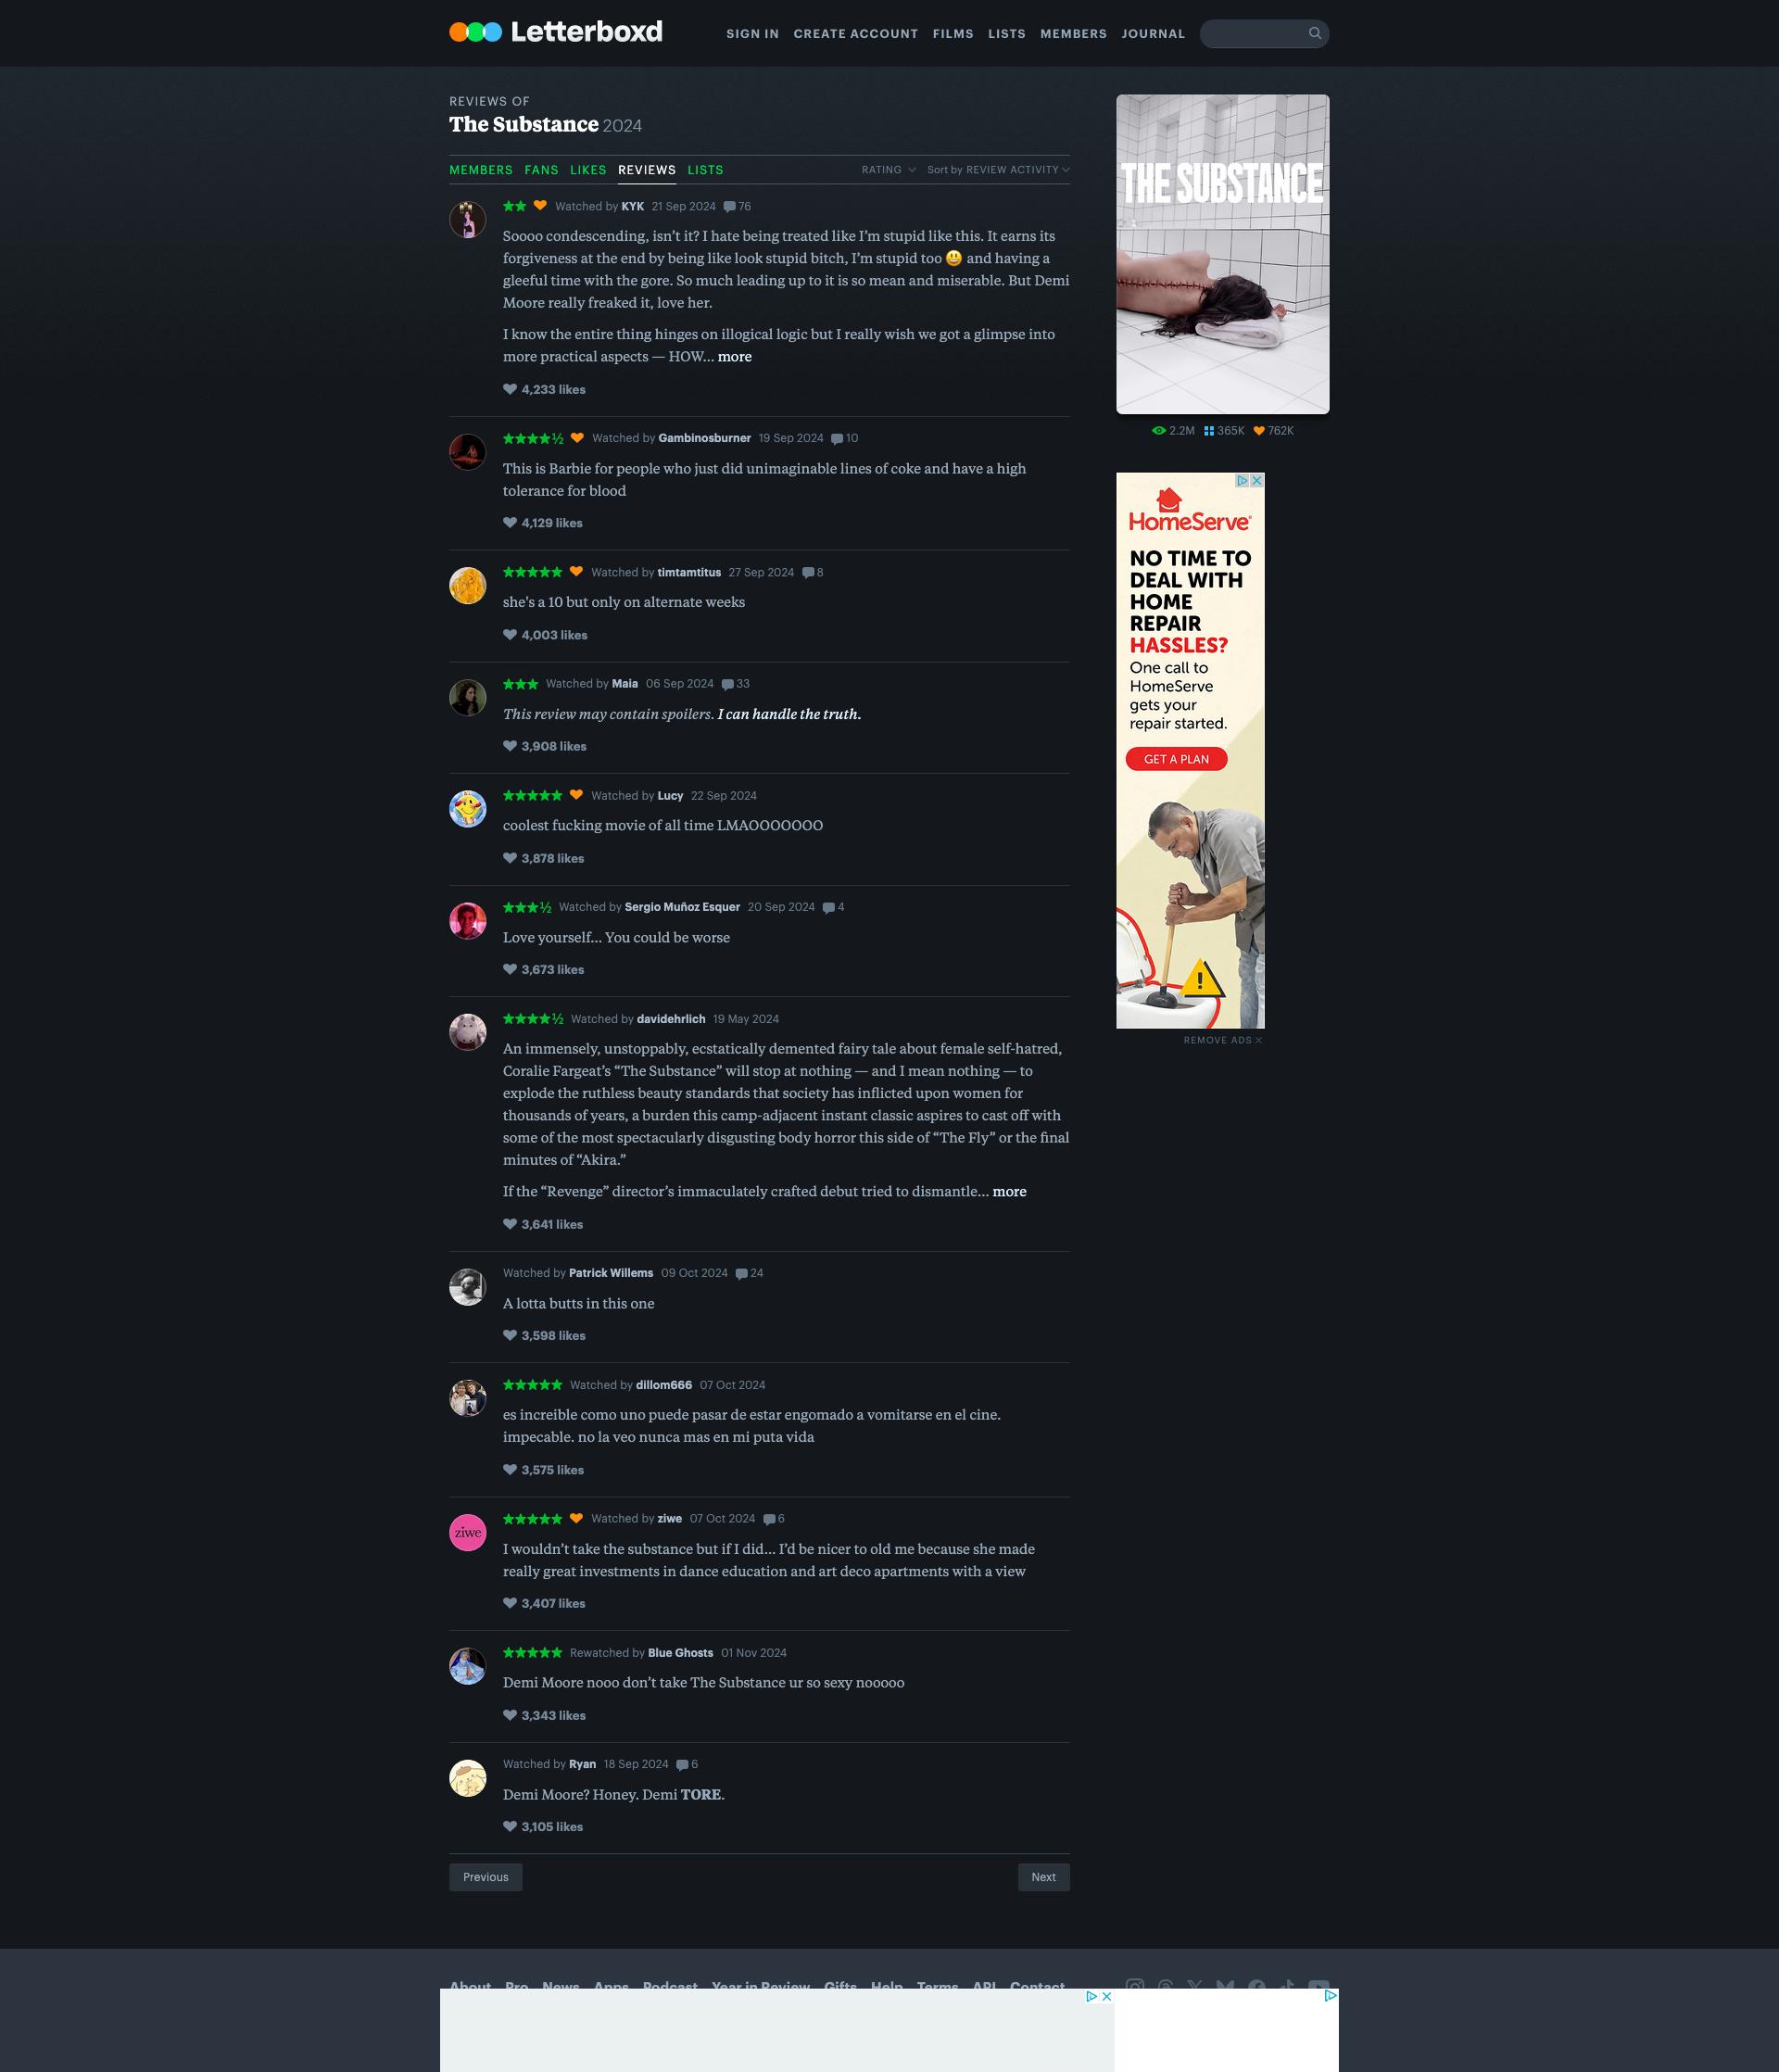 Letterboxd
SIGN IN CREATE ACCOUNT FILMS LISTS MEMBERS JOURNAL
REVIEWS OF
The Substance 2024
MEMBERS FANS LIKES REVIEWS LISTS
RATING Sort by REVIEW ACTIVITY
Watched by KYK 21 Sep 2024 76
Soooo condescending, isn’t it? I hate being treated like I’m stupid like this. It earns its
forgiveness at the end by being like look stupid bitch, I’m stupid too 😃 and having a
gleeful time with the gore. So much leading up to it is so mean and miserable. But Demi
Moore really freaked it, love her.
I know the entire thing hinges on illogical logic but I really wish we got a glimpse into
more practical aspects — HOW… more
4,233 likes
★★★★½ Watched by Gambinosburner 19 Sep 2024 10
This is Barbie for people who just did unimaginable lines of coke and have a high
tolerance for blood
4,129 likes
★★★★★ Watched by timtamtitus 27 Sep 2024 8
she's a 10 but only on alternate weeks
4,003 likes
★★★ Watched by Maia 06 Sep 2024 33
This review may contain spoilers. I can handle the truth.
3,908 likes
★★★★★ Watched by Lucy 22 Sep 2024
coolest fucking movie of all time LMAOOOOOOO
3,878 likes
★★★½ Watched by Sergio Muñoz Esquer 20 Sep 2024 4
Love yourself… You could be worse
3,673 likes
★★★★½ Watched by davidehrlich 19 May 2024
An immensely, unstoppably, ecstatically demented fairy tale about female self-hatred,
Coralie Fargeat’s “The Substance” will stop at nothing — and I mean nothing — to
explode the ruthless beauty standards that society has inflicted upon women for
thousands of years, a burden this camp-adjacent instant classic aspires to cast off with
some of the most spectacularly disgusting body horror this side of “The Fly” or the final
minutes of “Akira.”
If the “Revenge” director’s immaculately crafted debut tried to dismantle… more
3,641 likes
Watched by Patrick Willems 09 Oct 2024 24
A lotta butts in this one
3,598 likes
★★★★★ Watched by dillom666 07 Oct 2024
es increible como uno puede pasar de estar engomado a vomitarse en el cine.
impecable. no la veo nunca mas en mi puta vida
3,575 likes
★★★★★ Watched by ziwe 07 Oct 2024 6
ziwe
I wouldn’t take the substance but if I did… I’d be nicer to old me because she made
really great investments in dance education and art deco apartments with a view
3,407 likes
★★★★★ Rewatched by Blue Ghosts 01 Nov 2024
Demi Moore nooo don’t take The Substance ur so sexy nooooo
3,343 likes
Watched by Ryan 18 Sep 2024 6
Demi Moore? Honey. Demi TORE.
3,105 likes
Previous Next
THE SUBSTANCE
2.2M 365K 762K
HomeServe
NO TIME TO
DEAL WITH
HOME
REPAIR
HASSLES?
One call to
HomeServe
gets your
repair started.
GET A PLAN
REMOVE ADS
About Pro News Apps Podcast Year in Review Gifts Help Terms API Contact